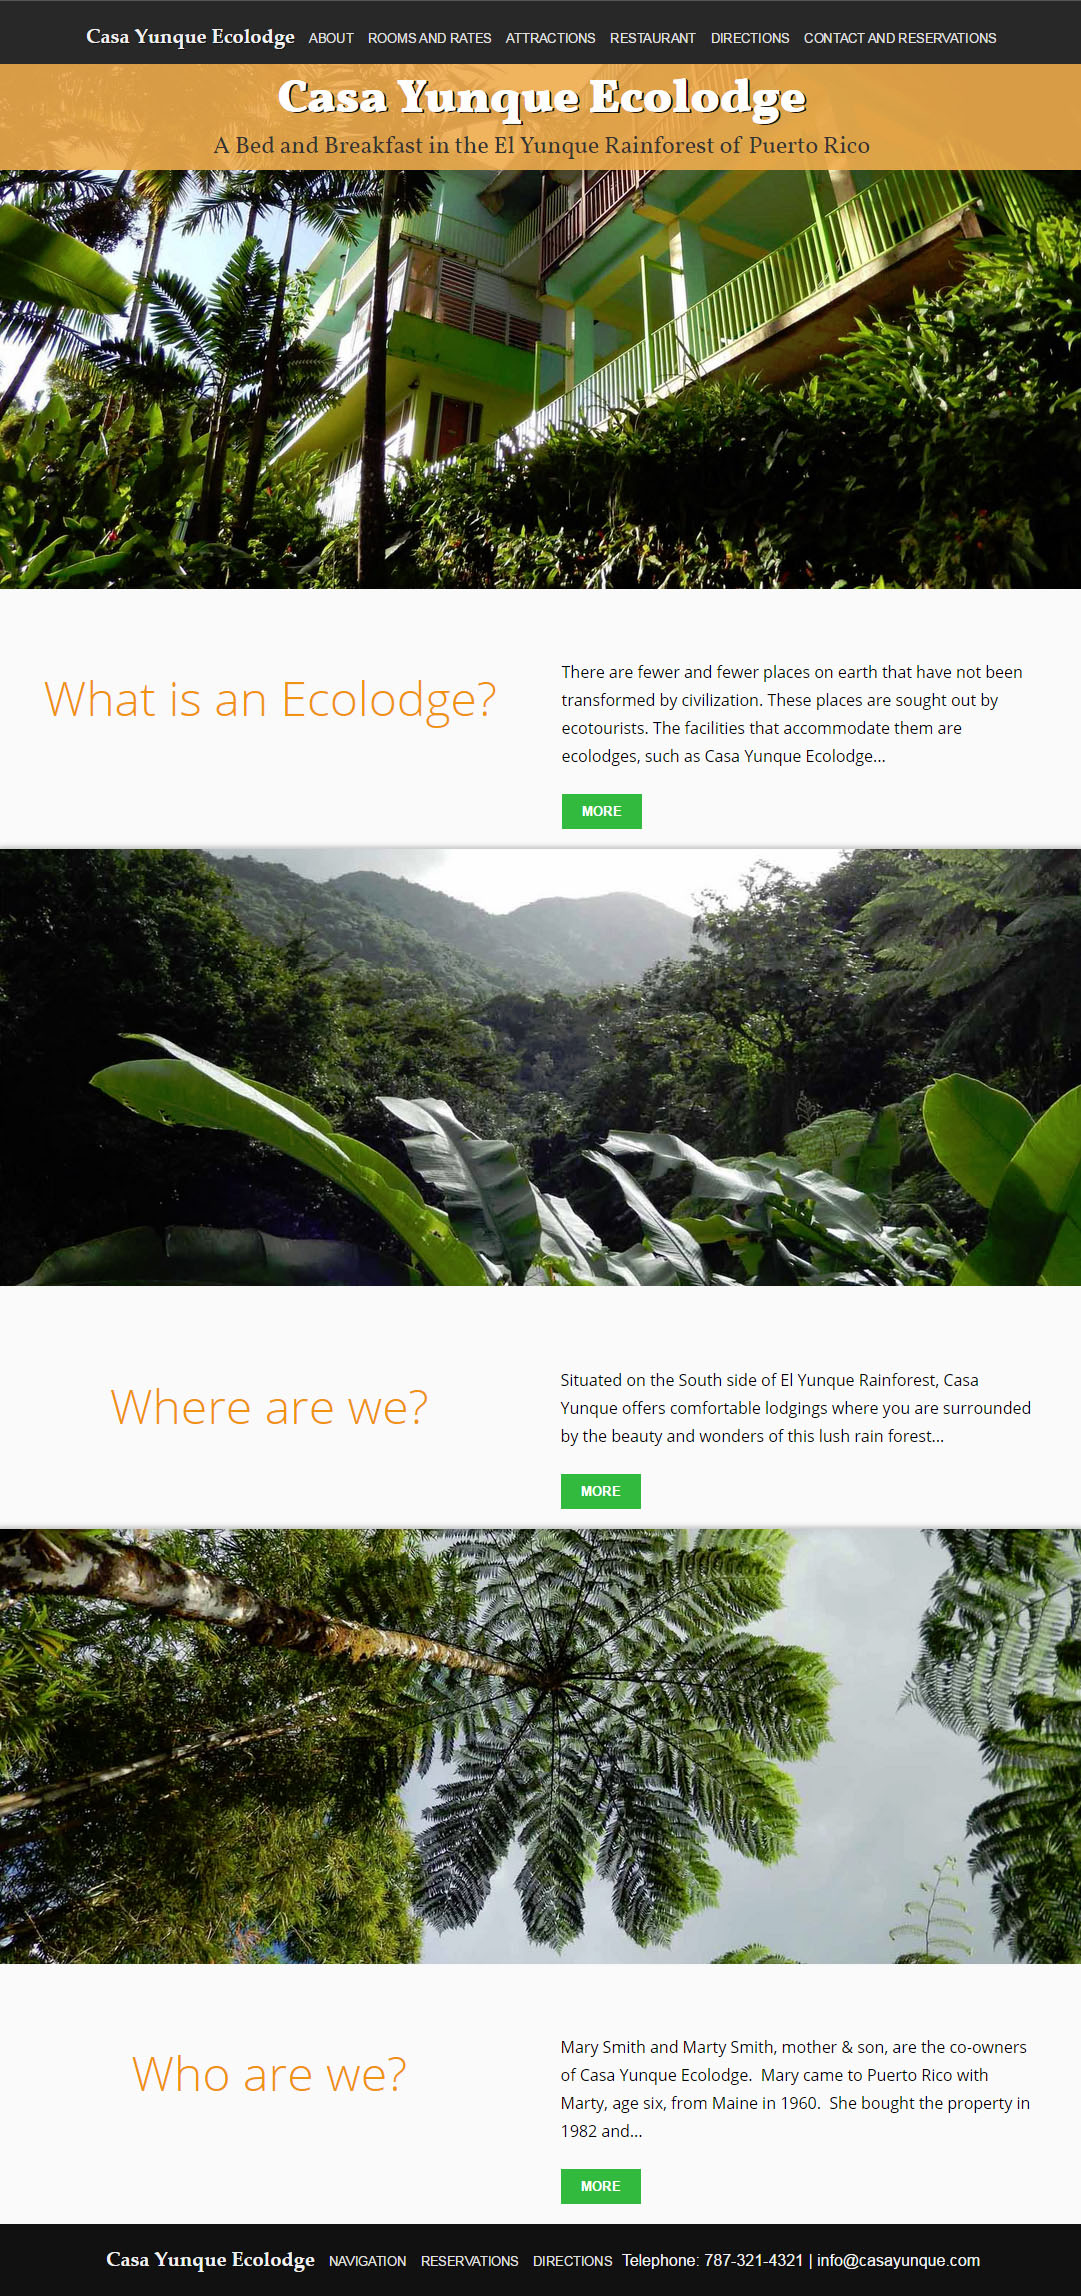 Casa Yunque Ecolodge ABOUT ROOMS AND RATES ATTRACTIONS RESTAURANT DIRECTIONS CONTACT AND RESERVATIONS
Casa Yunque Ecolodge
A Bed and Breakfast in the El Yunque Rainforest of Puerto Rico
What is an Ecolodge?
There are fewer and fewer places on earth that have not been
transformed by civilization. These places are sought out by
ecotourists. The facilities that accommodate them are
ecolodges, such as Casa Yunque Ecolodge...
MORE
Where are we?
Situated on the South side of El Yunque Rainforest, Casa
Yunque offers comfortable lodgings where you are surrounded
by the beauty and wonders of this lush rain forest...
MORE
Who are we?
Mary Smith and Marty Smith, mother & son, are the co-owners
of Casa Yunque Ecolodge.  Mary came to Puerto Rico with
Marty, age six, from Maine in 1960.  She bought the property in
1982 and...
MORE
Casa Yunque Ecolodge NAVIGATION RESERVATIONS DIRECTIONS Telephone: 787-321-4321 | info@casayunque.com